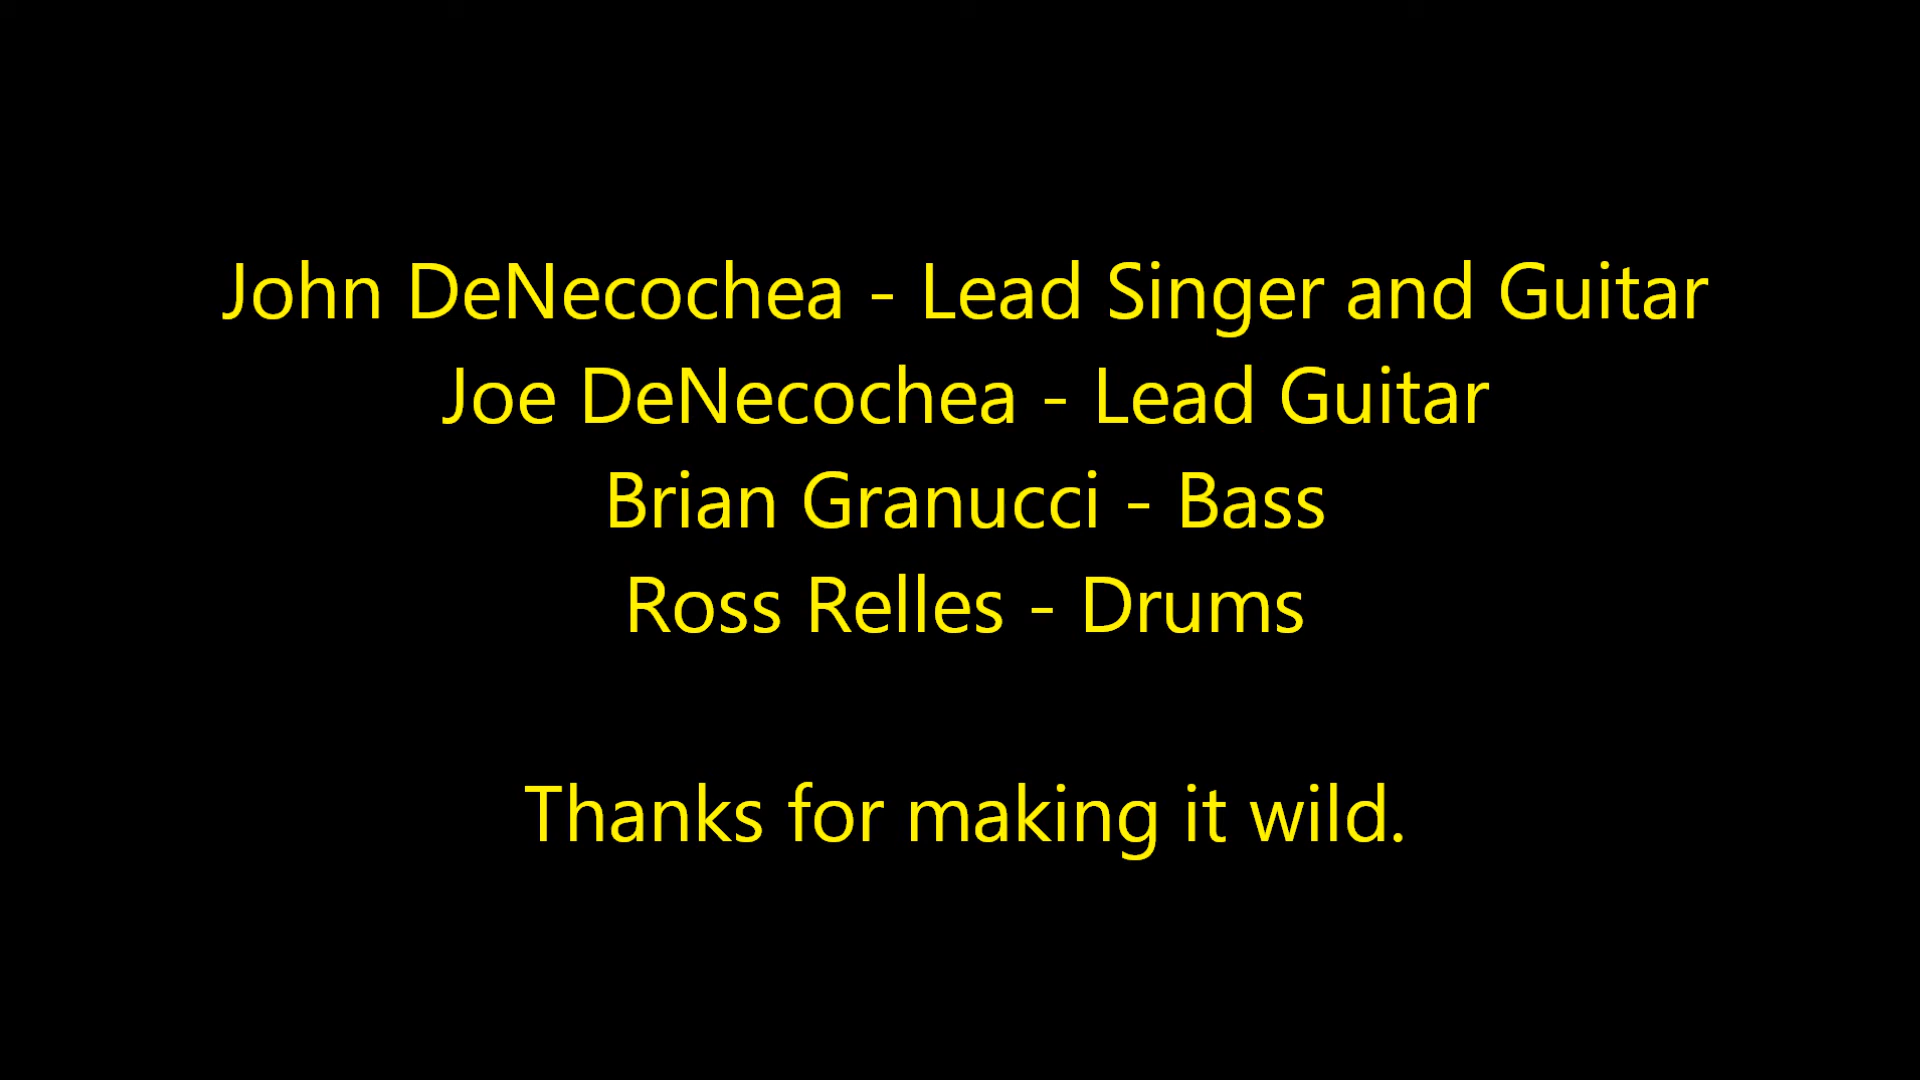 John DeNecochea - Lead Singer and Guitar
Joe DeNecochea - Lead Guitar
Brian Granucci - Bass
Ross Relles - Drums
Thanks for making it wild.